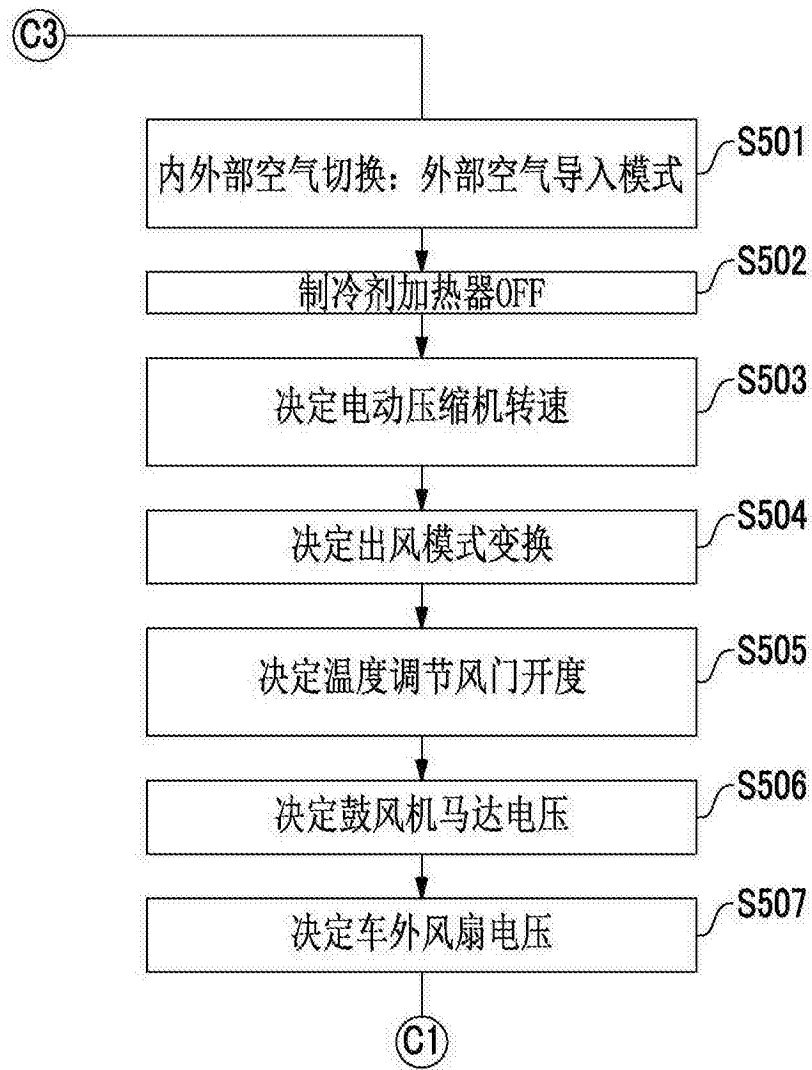 C3
内外部空气切换：外部空气导入模式
S501
制冷剂加热器OFF
S502
决定电动压缩机转速
S503
决定出风模式变换
S504
决定温度调节风门开度
S505
决定鼓风机马达电压
S506
决定车外风扇电压
S507
C1